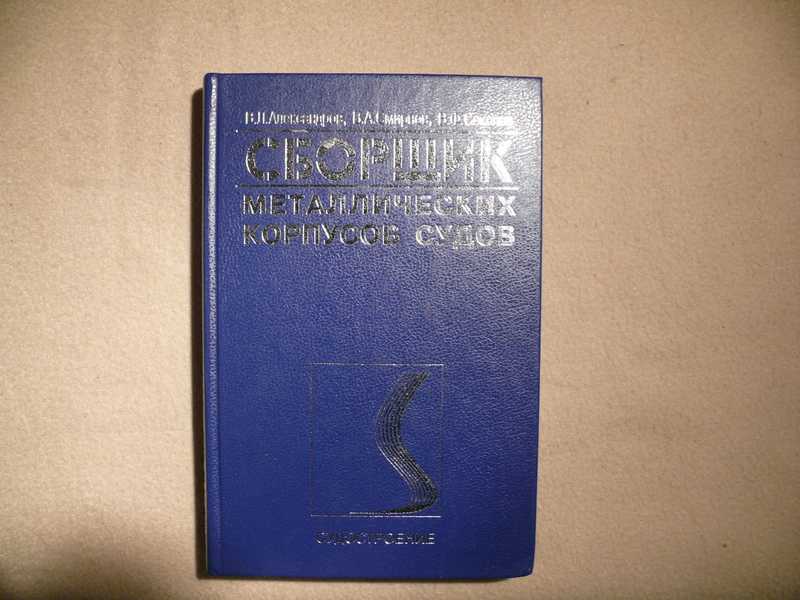 В.Л.Александров, В.А.Смирнов,
СБОРЩИК
МЕТАЛЛИЧЕСКИХ
КОРПУСОВ СУДОВ
СУДОСТРОЕНИЕ